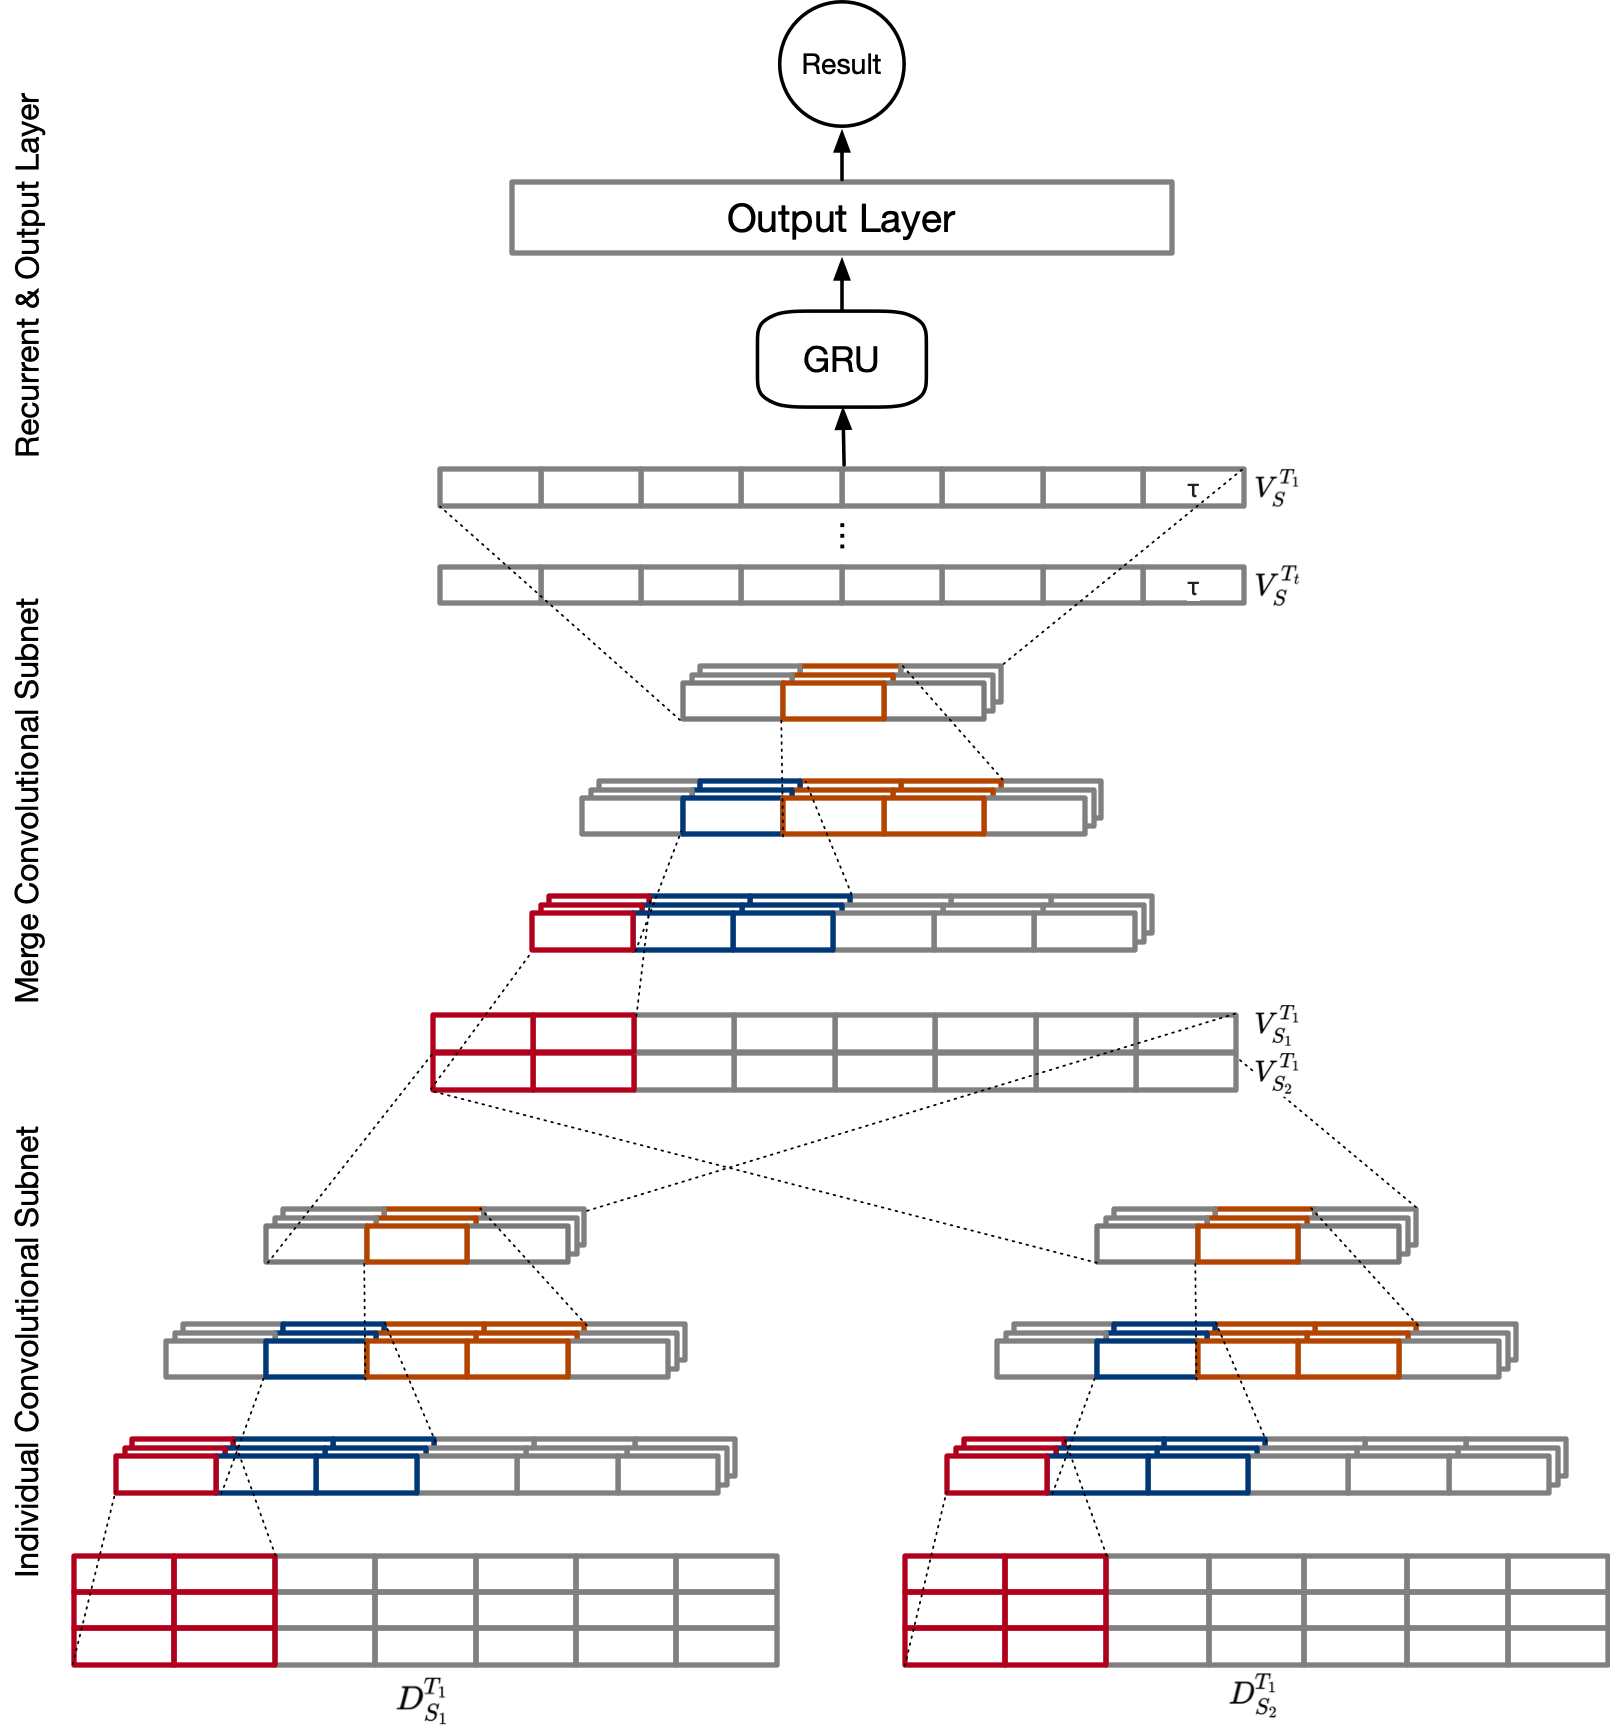 Result
Output Layer
GRU
τ
$V_S^{T_1}$
⋮
τ
$V_S^{T_t}$
$V_{S_1}^{T_1}$
$V_{S_2}^{T_1}$
$D_{S_1}^{T_1}$
$D_{S_2}^{T_1}$
Recurrent & Output Layer
Merge Convolutional Subnet
Individual Convolutional Subnet